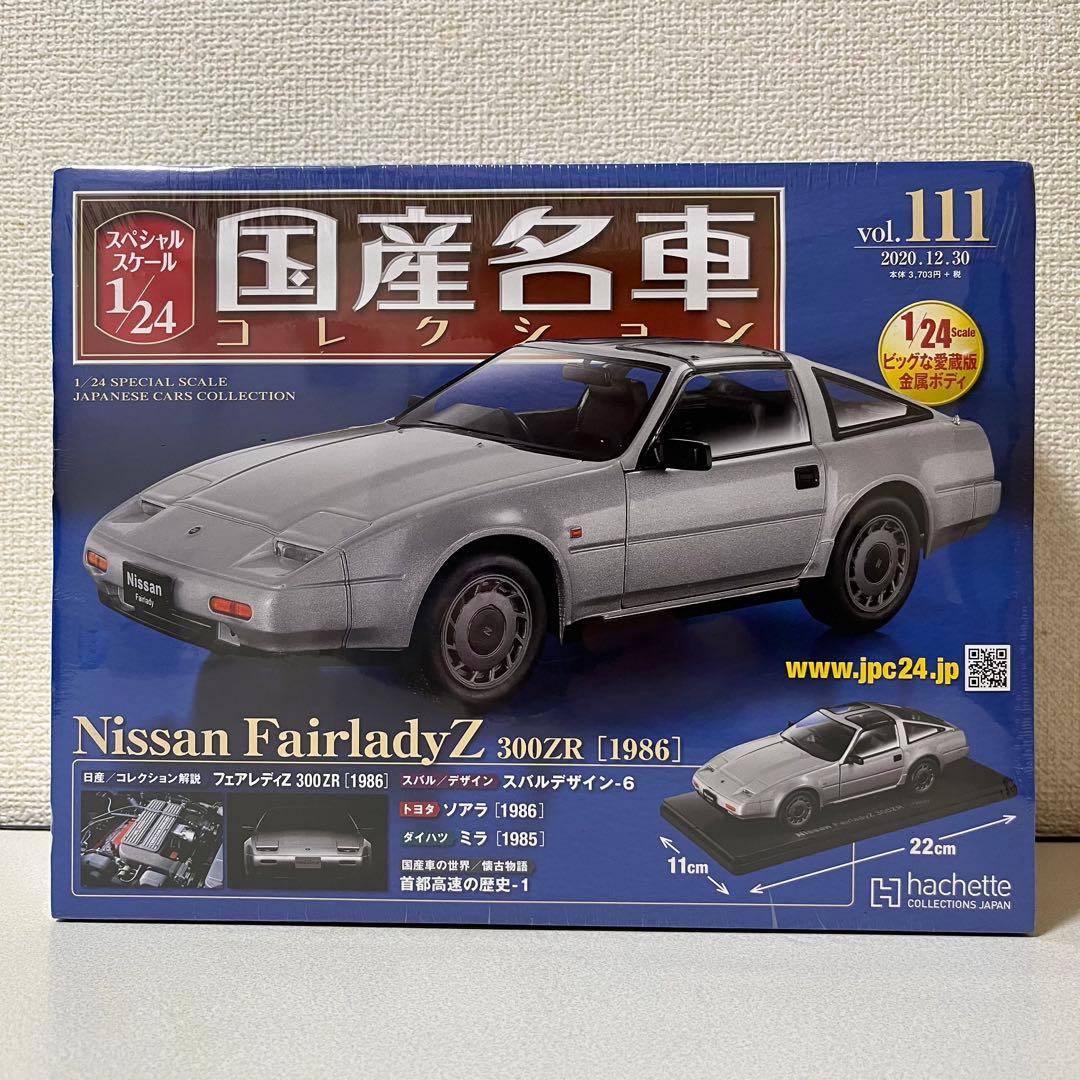 スペシャル
スケール
1/24
国産名車
コレクション
1/24 SPECIAL SCALE
JAPANESE CARS COLLECTION
vol.111
2020.12.30
本体 3,703円 + 税
1/24 Scale
ビッグな愛蔵版
金属ボディ
Nissan
Fairlady
www.jpc24.jp
Nissan FairladyZ 300ZR [1986]
日産／コレクション解説 フェアレディZ 300ZR [1986]
スバル／デザイン スバルデザイン-6
トヨタ ソアラ [1986]
ダイハツ ミラ [1985]
国産車の世界／懐古物語
首都高速の歴史-1
Nissan FairladyZ 300ZR
11cm
22cm
hachette
COLLECTIONS JAPAN